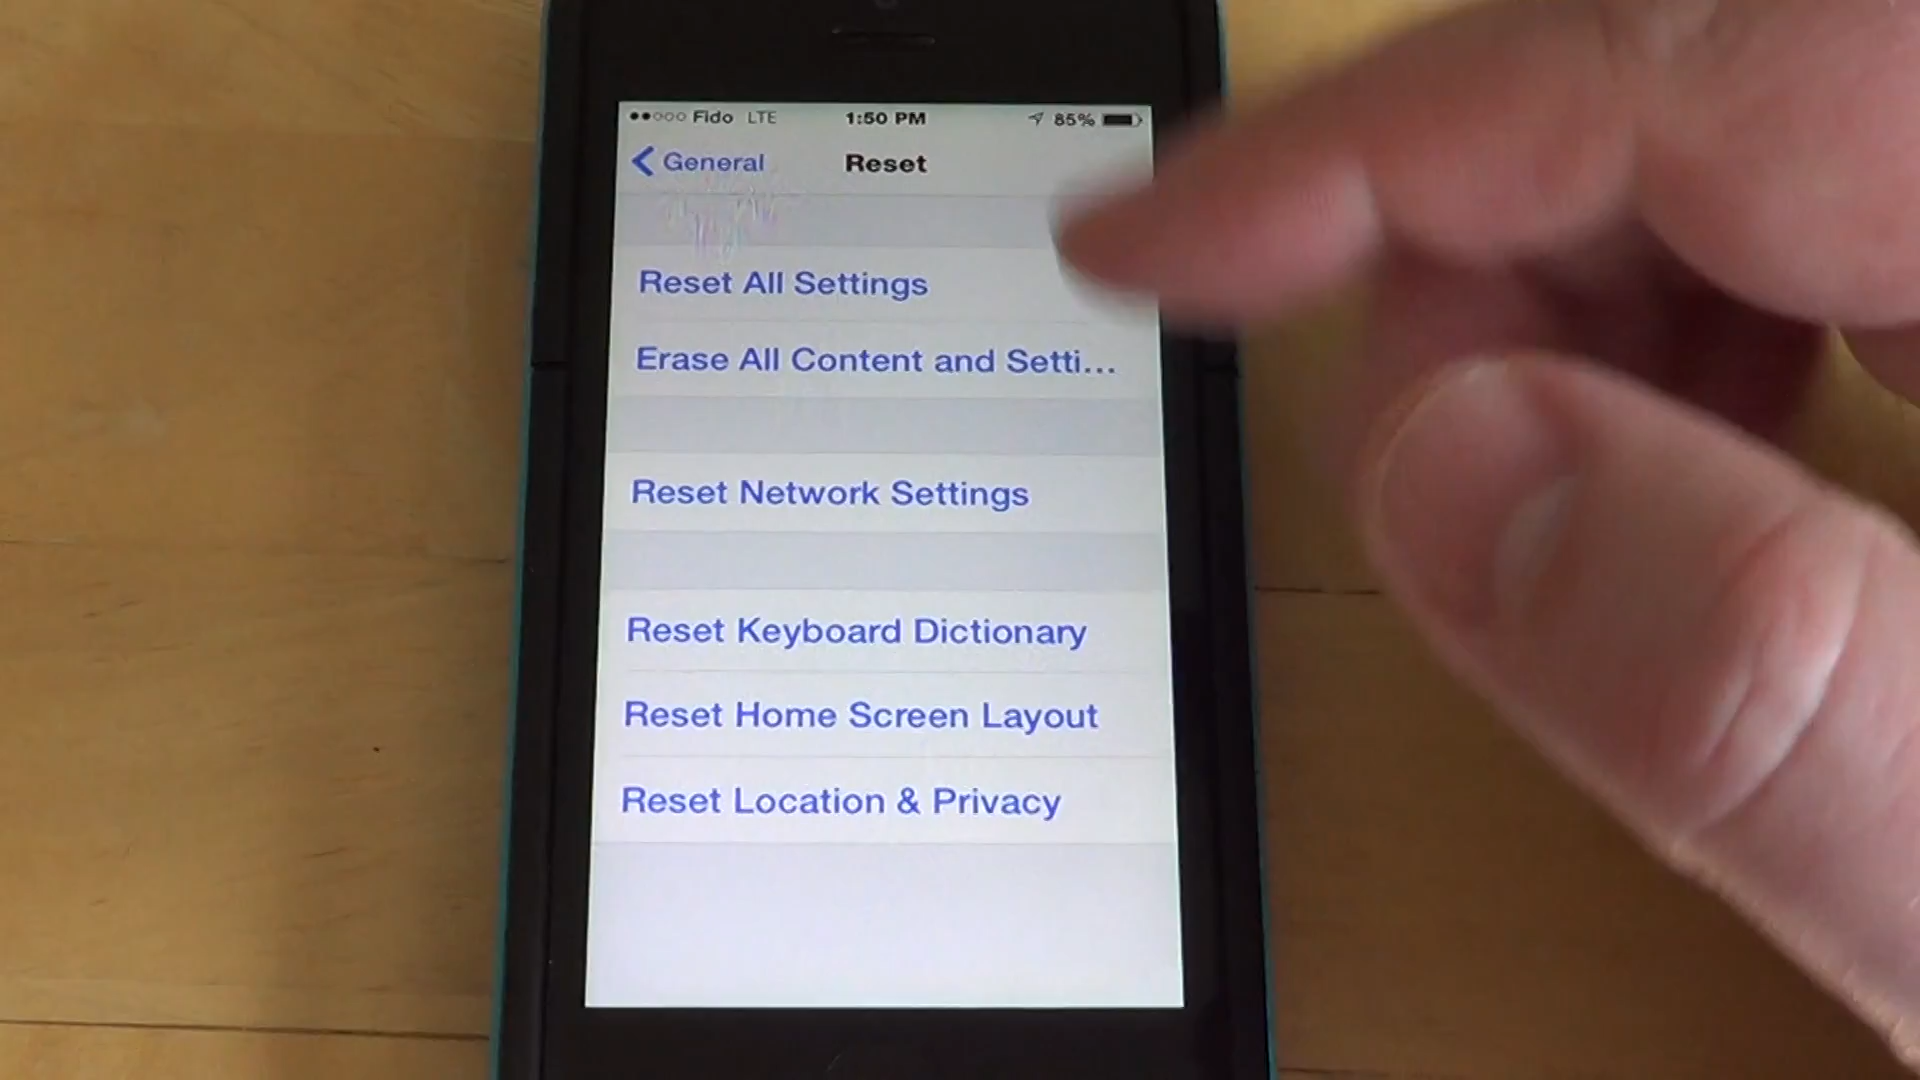 Fido LTE 1:50 PM 85%
General Reset
Reset All Settings
Erase All Content and Setti...
Reset Network Settings
Reset Keyboard Dictionary
Reset Home Screen Layout
Reset Location & Privacy